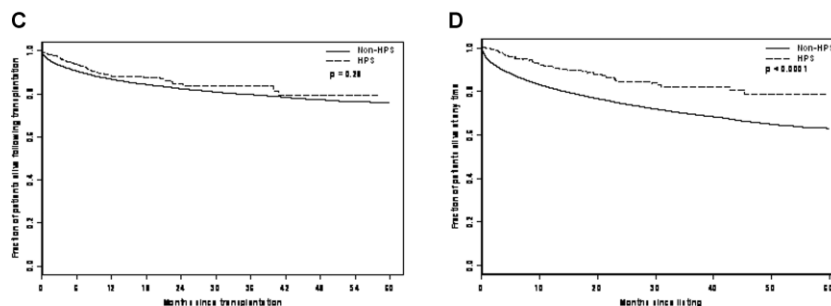 C
Fraction of patients alive following transplantation
1.0
0.8
0.6
0.4
0.2
0.0
Non-HPS
HPS
p = 0.28
0 6 12 18 24 30 36 42 48 54 60
Months since transplantation
D
Fraction of patients alive at any time
1.0
0.8
0.6
0.4
0.2
0.0
Non-HPS
HPS
p < 0.0001
0 10 20 30 40 50 60
Months since listing